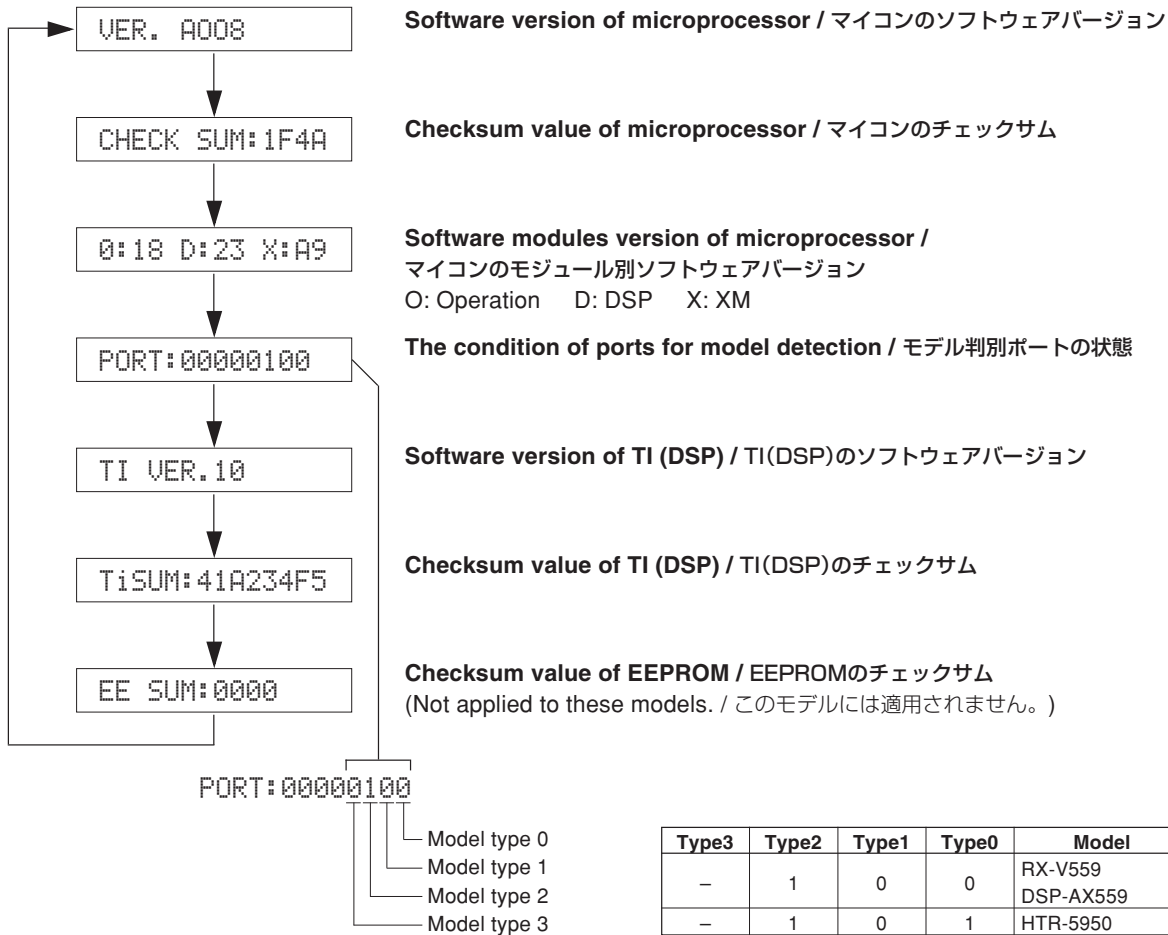 VER. A008
Software version of microprocessor / マイコンのソフトウェアバージョン
CHECK SUM:1F4A
Checksum value of microprocessor / マイコンのチェックサム
O:18 D:23 X:A9
Software modules version of microprocessor /
マイコンのモジュール別ソフトウェアバージョン
O: Operation D: DSP X: XM
PORT:00000100
The condition of ports for model detection / モデル判別ポートの状態
TI VER.10
Software version of TI (DSP) / TI(DSP)のソフトウェアバージョン
TiSUM:41A234F5
Checksum value of TI (DSP) / TI(DSP)のチェックサム
EE SUM:0000
Checksum value of EEPROM / EEPROMのチェックサム
(Not applied to these models. / このモデルには適用されません。)
PORT:00000100
Model type 0
Model type 1
Model type 2
Model type 3
Type3 Type2 Type1 Type0 Model
– 1 0 0 RX-V559
DSP-AX559
– 1 0 1 HTR-5950